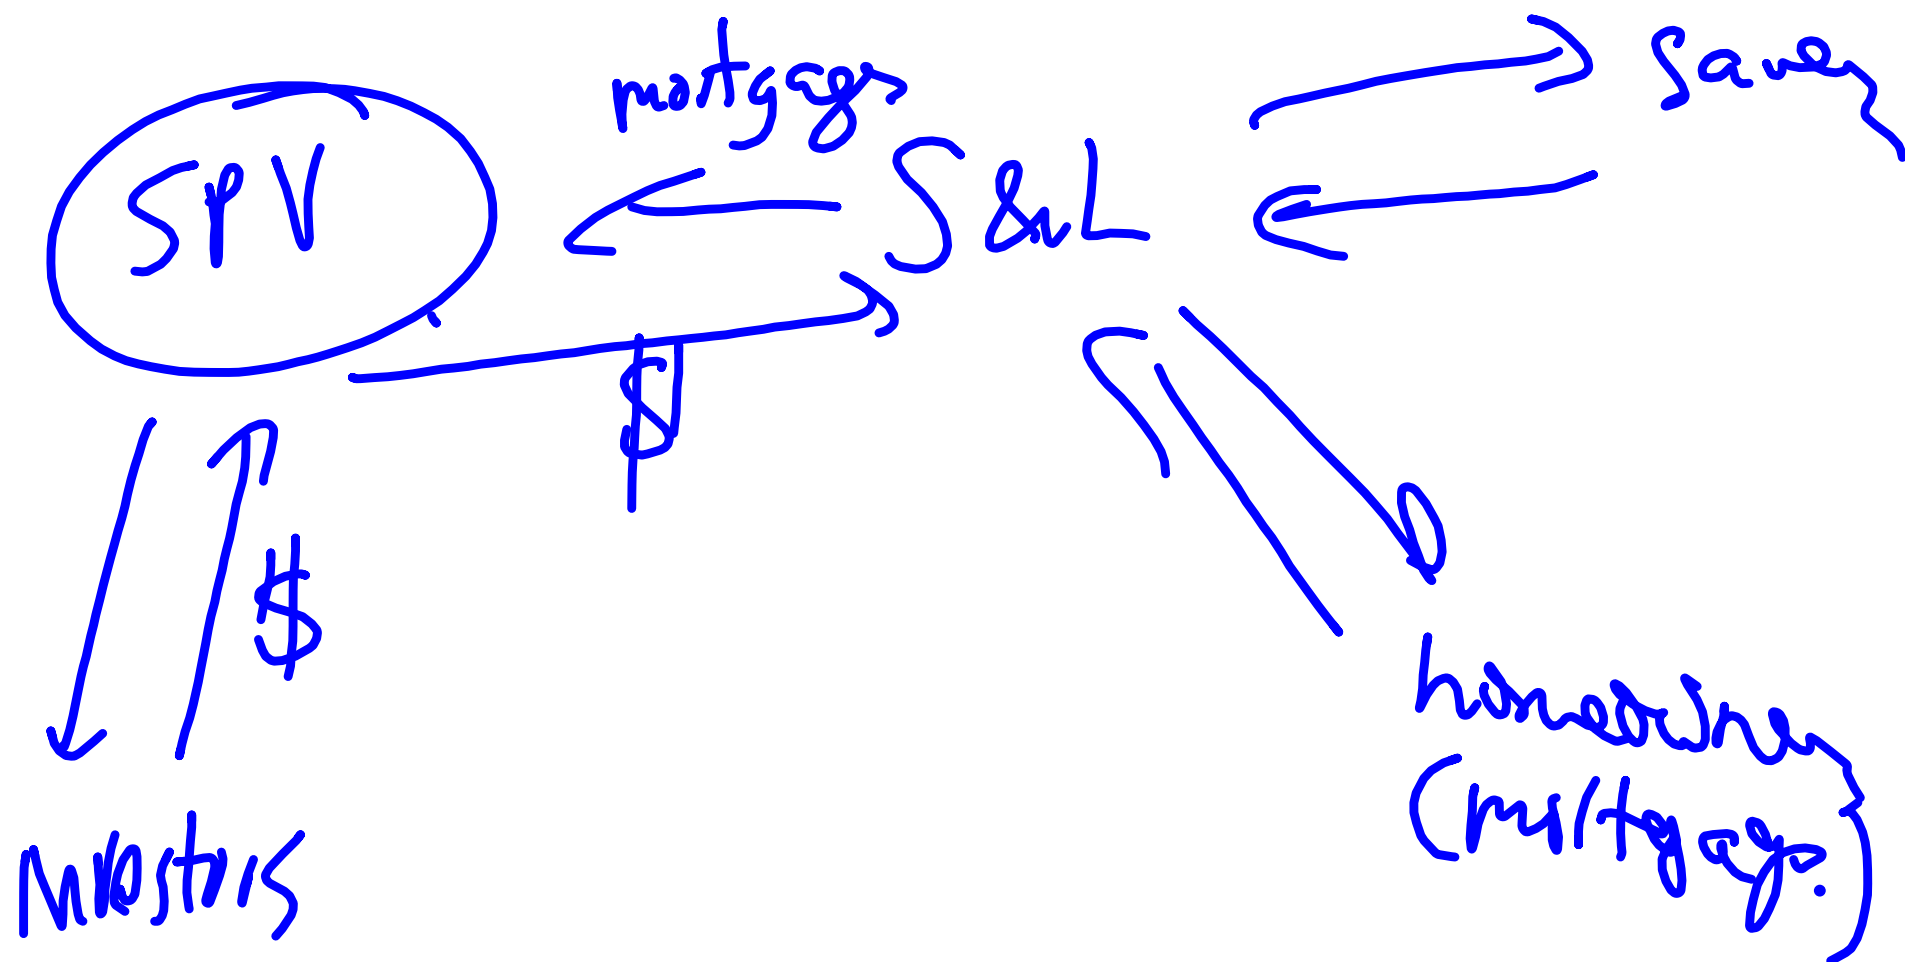 mortgages
savers
SPV
S&L
$
$
homeowners
(mortgages)
investors